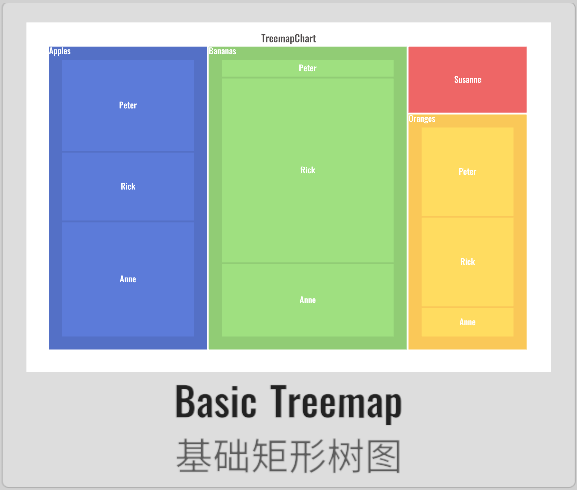 TreemapChart
Apples
Peter
Rick
Anne
Bananas
Peter
Rick
Anne
Susanne
Oranges
Peter
Rick
Anne
Basic Treemap
基础矩形树图